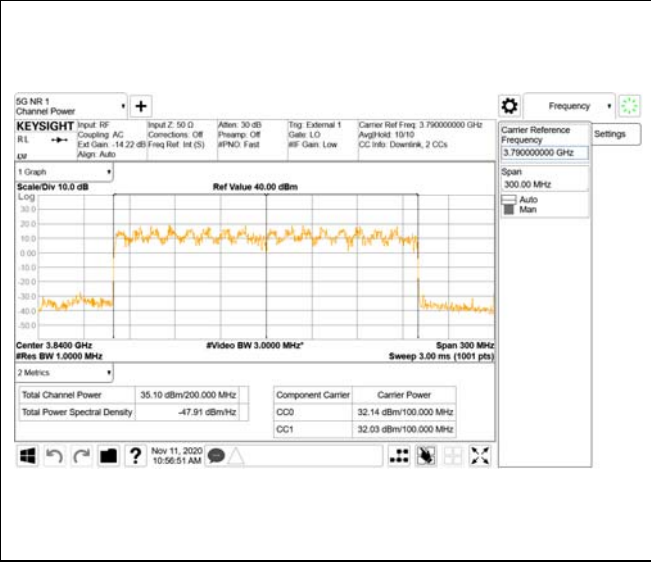 5G NR 1
Channel Power
Frequency
KEYSIGHT
RL
Input: RF
Coupling: AC
Ext Gain: -14.22 dB
Align: Auto
Input Z: 50 Ω
Corrections: Off
Freq Ref: Int (S)
Atten: 30 dB
Preamp: Off
#PNO: Fast
Trig: External 1
Gate: LO
#IF Gain: Low
Carrier Ref Freq: 3.790000000 GHz
Avg|Hold: 10/10
CC Info: Downlink, 2 CCs
Carrier Reference
Frequency
3.790000000 GHz
Settings
Span
300.00 MHz
Auto
Man
1 Graph
Scale/Div 10.0 dB
Ref Value 40.00 dBm
Log
30.0
20.0
10.0
0.00
-10.0
-20.0
-30.0
-40.0
-50.0
Center 3.8400 GHz
#Video BW 3.0000 MHz*
Span 300 MHz
#Res BW 1.0000 MHz
Sweep 3.00 ms (1001 pts)
2 Metrics
Total Channel Power 35.10 dBm/200.000 MHz
Total Power Spectral Density -47.91 dBm/Hz
Component Carrier Carrier Power
CC0 32.14 dBm/100.000 MHz
CC1 32.03 dBm/100.000 MHz
?
Nov 11, 2020
10:56:51 AM